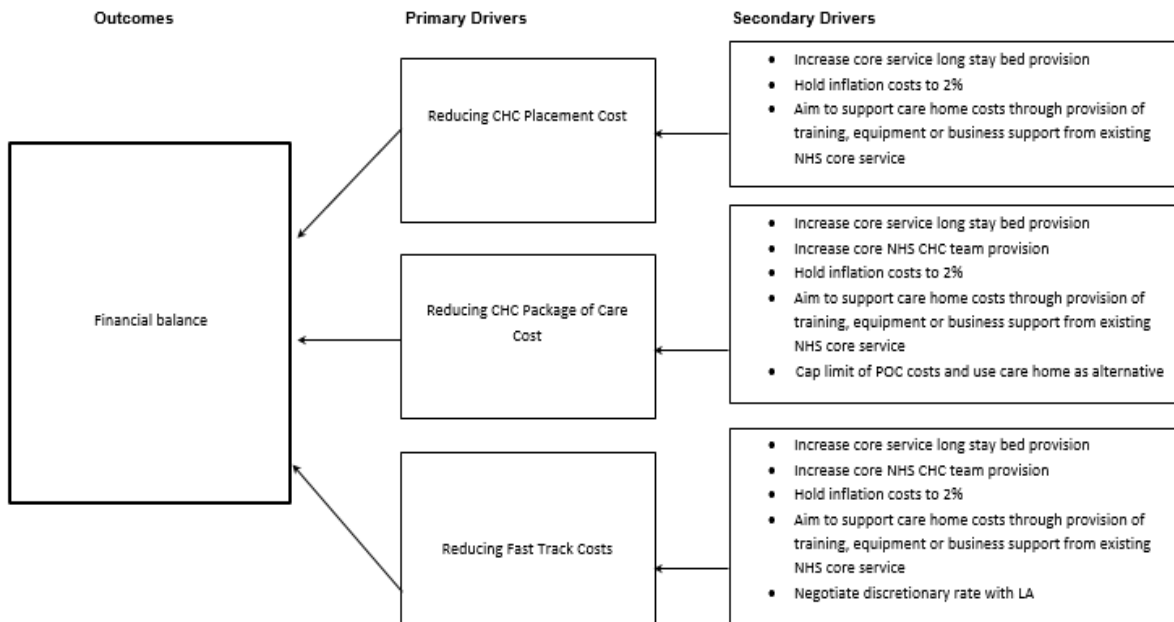 Outcomes
Primary Drivers
Secondary Drivers
Financial balance
Reducing CHC Placement Cost
• Increase core service long stay bed provision
• Hold inflation costs to 2%
• Aim to support care home costs through provision of
training, equipment or business support from existing
NHS core service
Reducing CHC Package of Care
Cost
• Increase core service long stay bed provision
• Increase core NHS CHC team provision
• Hold inflation costs to 2%
• Aim to support care home costs through provision of
training, equipment or business support from existing
NHS core service
• Cap limit of POC costs and use care home as alternative
Reducing Fast Track Costs
• Increase core service long stay bed provision
• Increase core NHS CHC team provision
• Hold inflation costs to 2%
• Aim to support care home costs through provision of
training, equipment or business support from existing
NHS core service
• Negotiate discretionary rate with LA